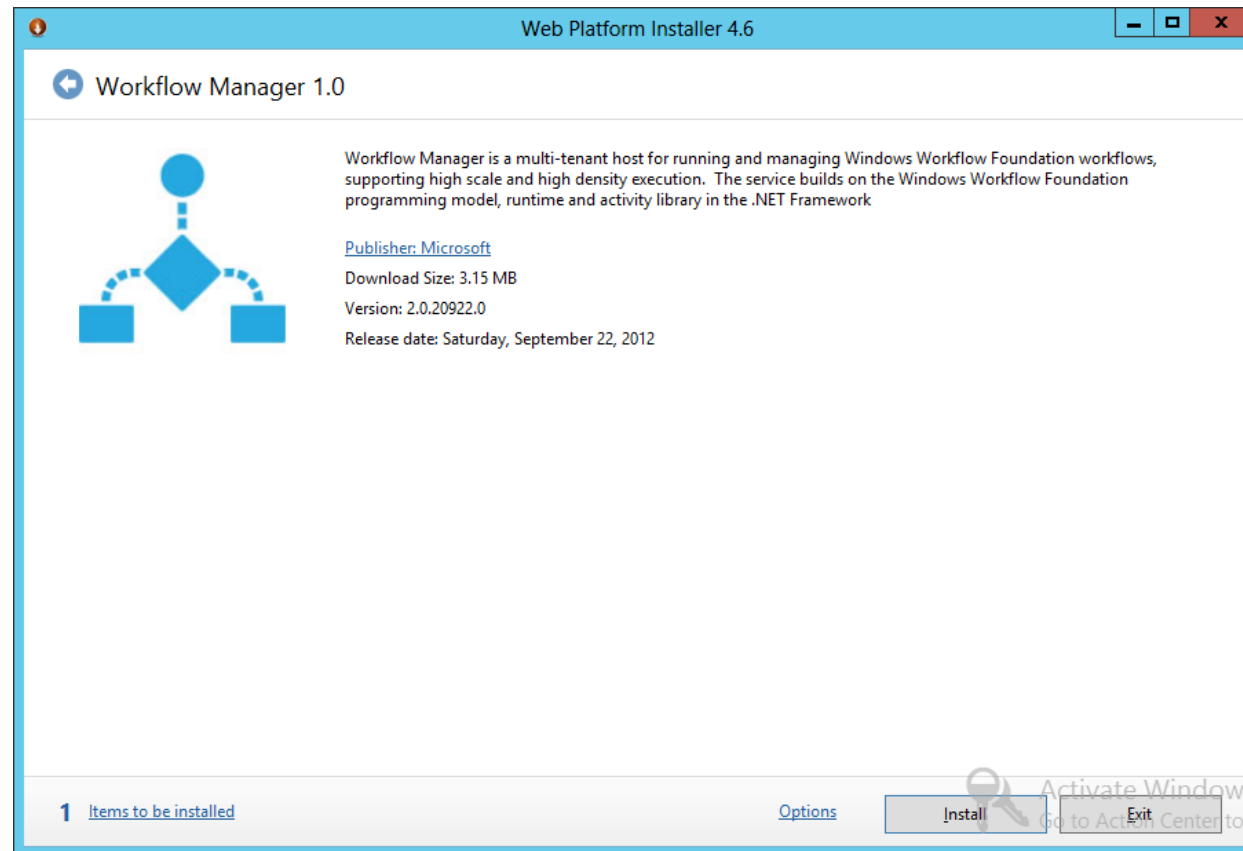 Web Platform Installer 4.6
Workflow Manager 1.0
Workflow Manager is a multi-tenant host for running and managing Windows Workflow Foundation workflows,
supporting high scale and high density execution.  The service builds on the Windows Workflow Foundation
programming model, runtime and activity library in the .NET Framework
Publisher: Microsoft
Download Size: 3.15 MB
Version: 2.0.20922.0
Release date: Saturday, September 22, 2012
Activate Window
1 Items to be installed Options Install Exit
Go to Action Center to